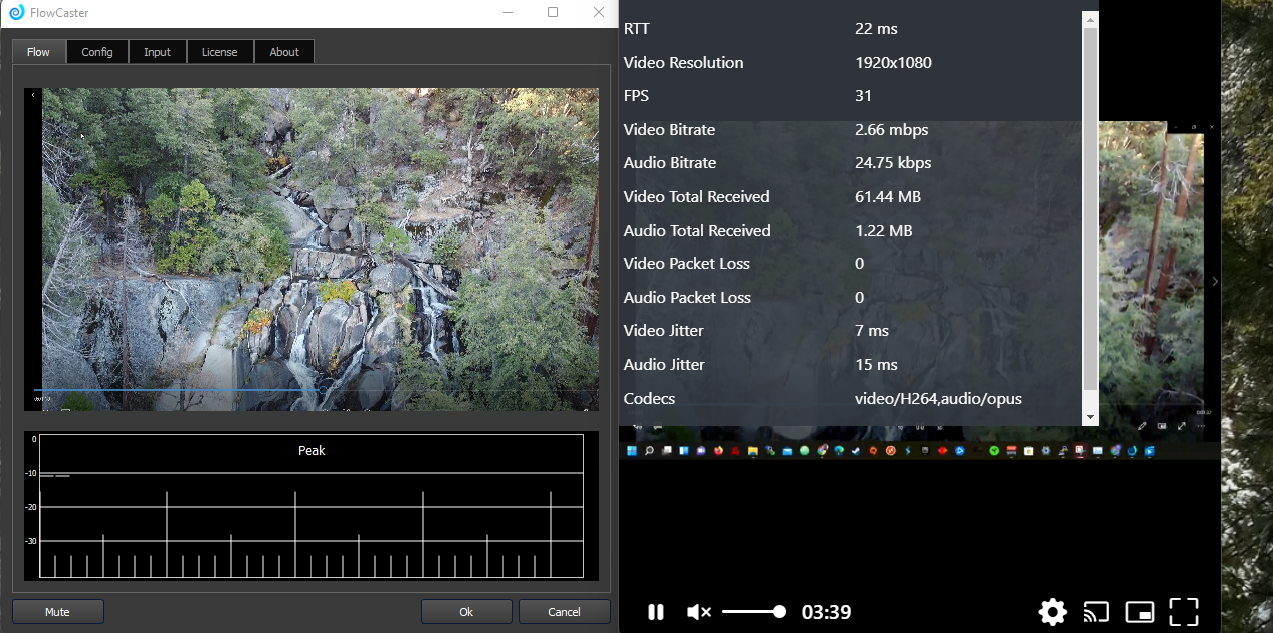 FlowCaster
Flow Config Input License About
Peak
0
-10
-20
-30
Mute Ok Cancel
RTT 22 ms
Video Resolution 1920x1080
FPS 31
Video Bitrate 2.66 mbps
Audio Bitrate 24.75 kbps
Video Total Received 61.44 MB
Audio Total Received 1.22 MB
Video Packet Loss 0
Audio Packet Loss 0
Video Jitter 7 ms
Audio Jitter 15 ms
Codecs video/H264,audio/opus
03:39